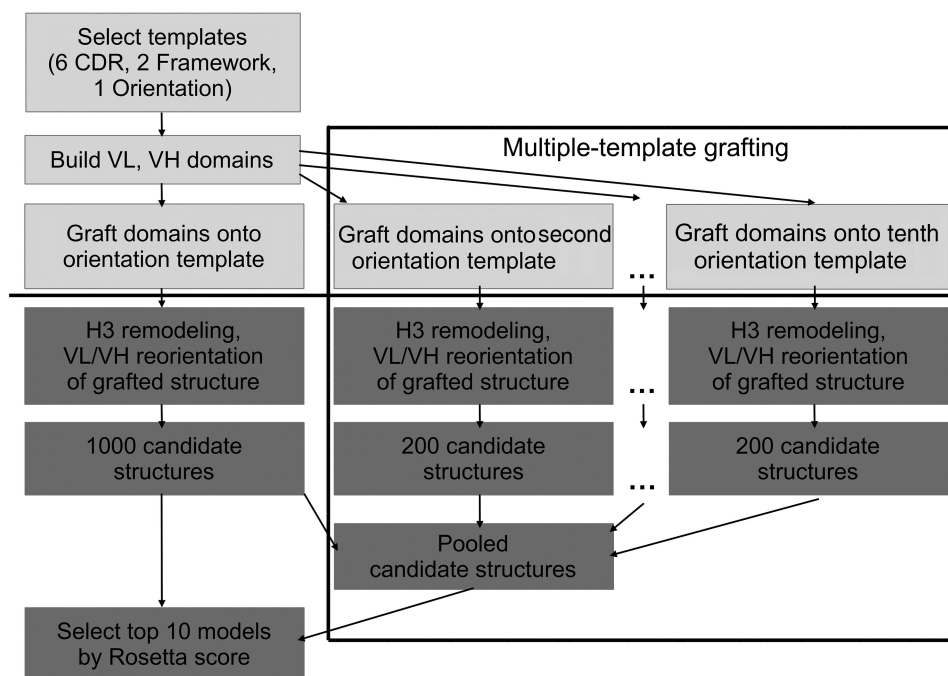 Select templates
(6 CDR, 2 Framework,
1 Orientation)
Build VL, VH domains
Multiple-template grafting
Graft domains onto
orientation template
Graft domains onto second
orientation template
...
Graft domains onto tenth
orientation template
H3 remodeling,
VL/VH reorientation
of grafted structure
H3 remodeling,
VL/VH reorientation
of grafted structure
...
H3 remodeling,
VL/VH reorientation
of grafted structure
1000 candidate
structures
200 candidate
structures
...
200 candidate
structures
Pooled
candidate structures
Select top 10 models
by Rosetta score